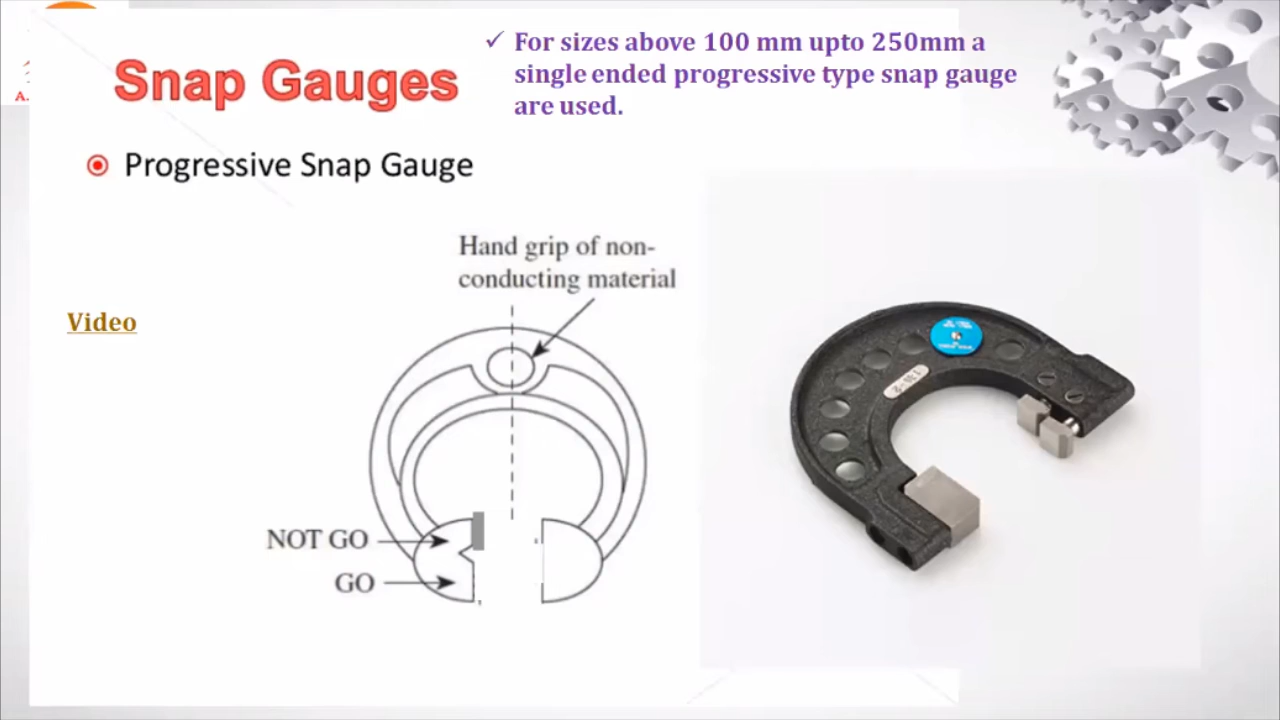 Snap Gauges
✓ For sizes above 100 mm upto 250mm a
single ended progressive type snap gauge
are used.
A.
Progressive Snap Gauge
Hand grip of non-
conducting material
Video
NOT GO
GO